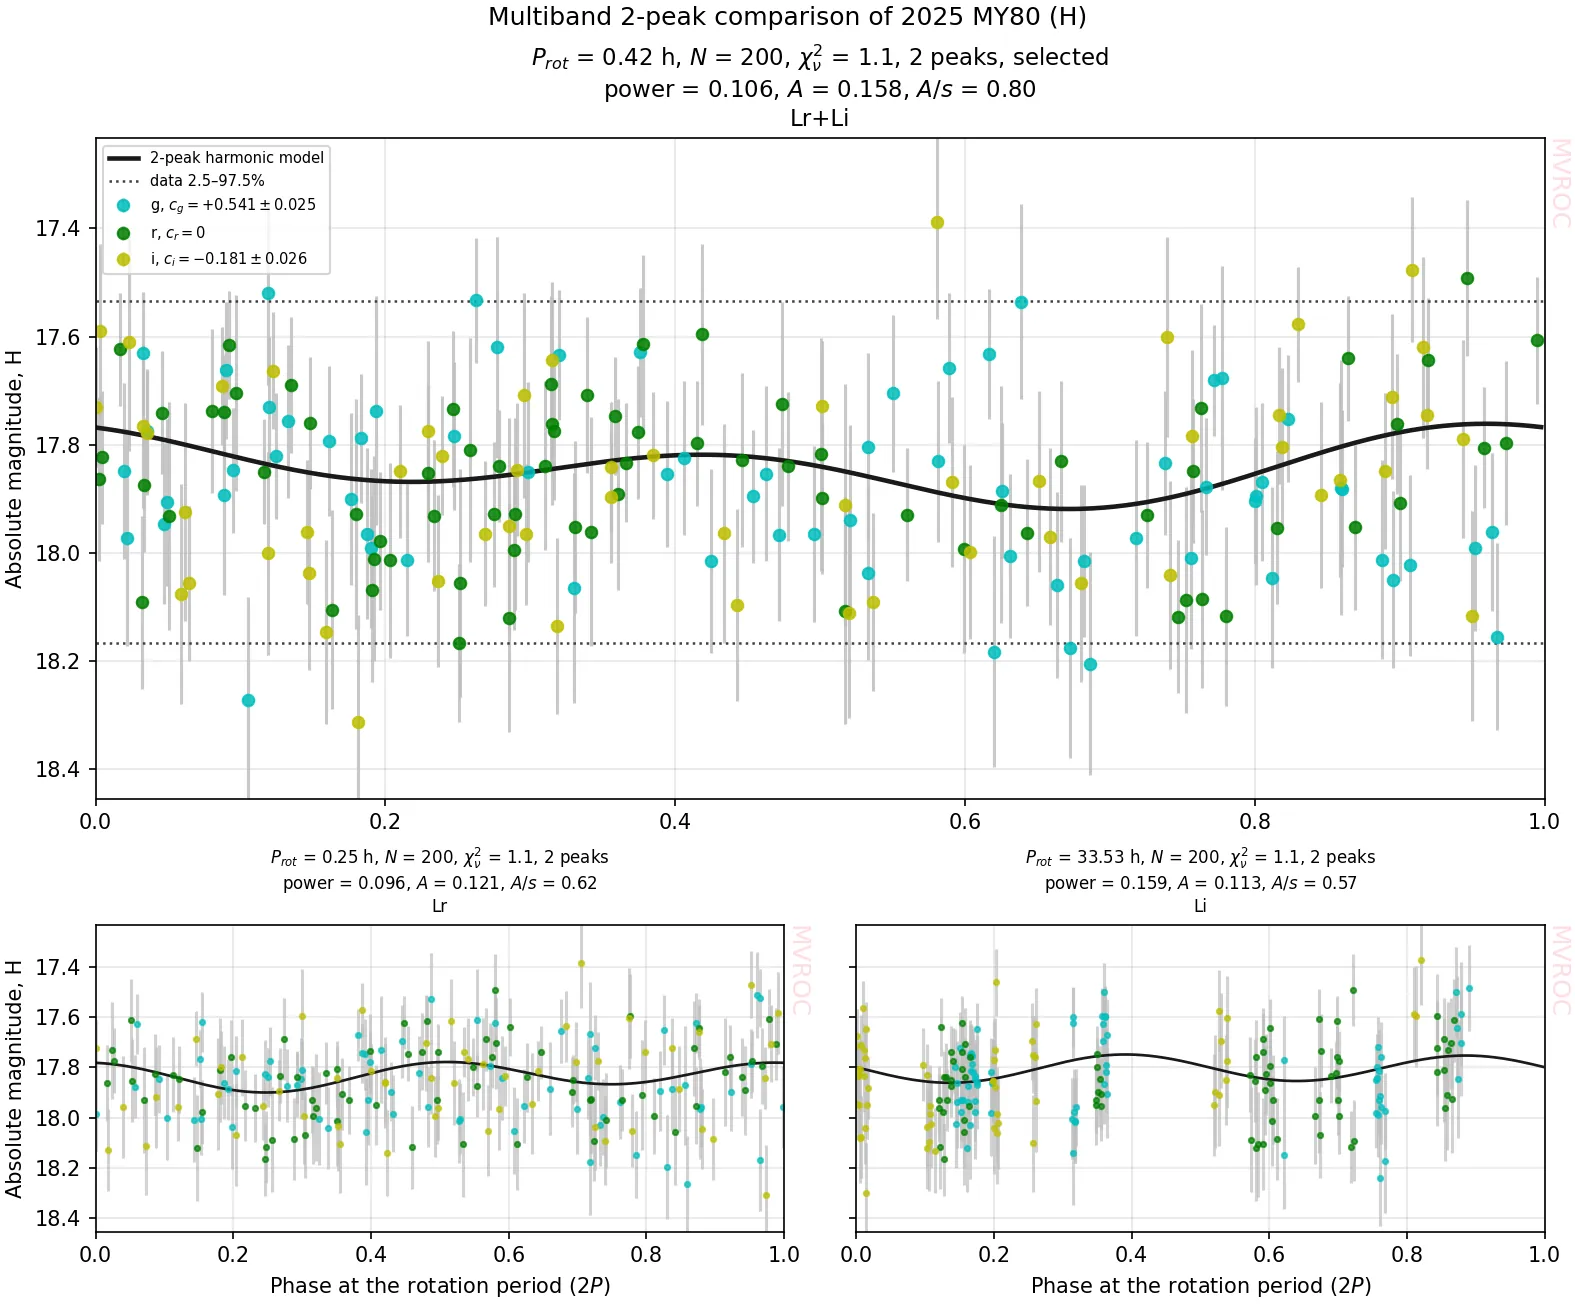 Multiband 2-peak comparison of 2025 MY80 (H)
P_rot = 0.42 h, N = 200, χ²_ν = 1.1, 2 peaks, selected
power = 0.106, A = 0.158, A/s = 0.80
Lr+Li
2-peak harmonic model
data 2.5–97.5%
g, c_g = +0.541 ± 0.025
r, c_r = 0
i, c_i = −0.181 ± 0.026
MVROC
Absolute magnitude, H
17.4
17.6
17.8
18.0
18.2
18.4
0.0 0.2 0.4 0.6 0.8 1.0
P_rot = 0.25 h, N = 200, χ²_ν = 1.1, 2 peaks
power = 0.096, A = 0.121, A/s = 0.62
Lr
MVROC
Absolute magnitude, H
17.4
17.6
17.8
18.0
18.2
18.4
0.0 0.2 0.4 0.6 0.8 1.0
Phase at the rotation period (2P)
P_rot = 33.53 h, N = 200, χ²_ν = 1.1, 2 peaks
power = 0.159, A = 0.113, A/s = 0.57
Li
MVROC
0.0 0.2 0.4 0.6 0.8 1.0
Phase at the rotation period (2P)